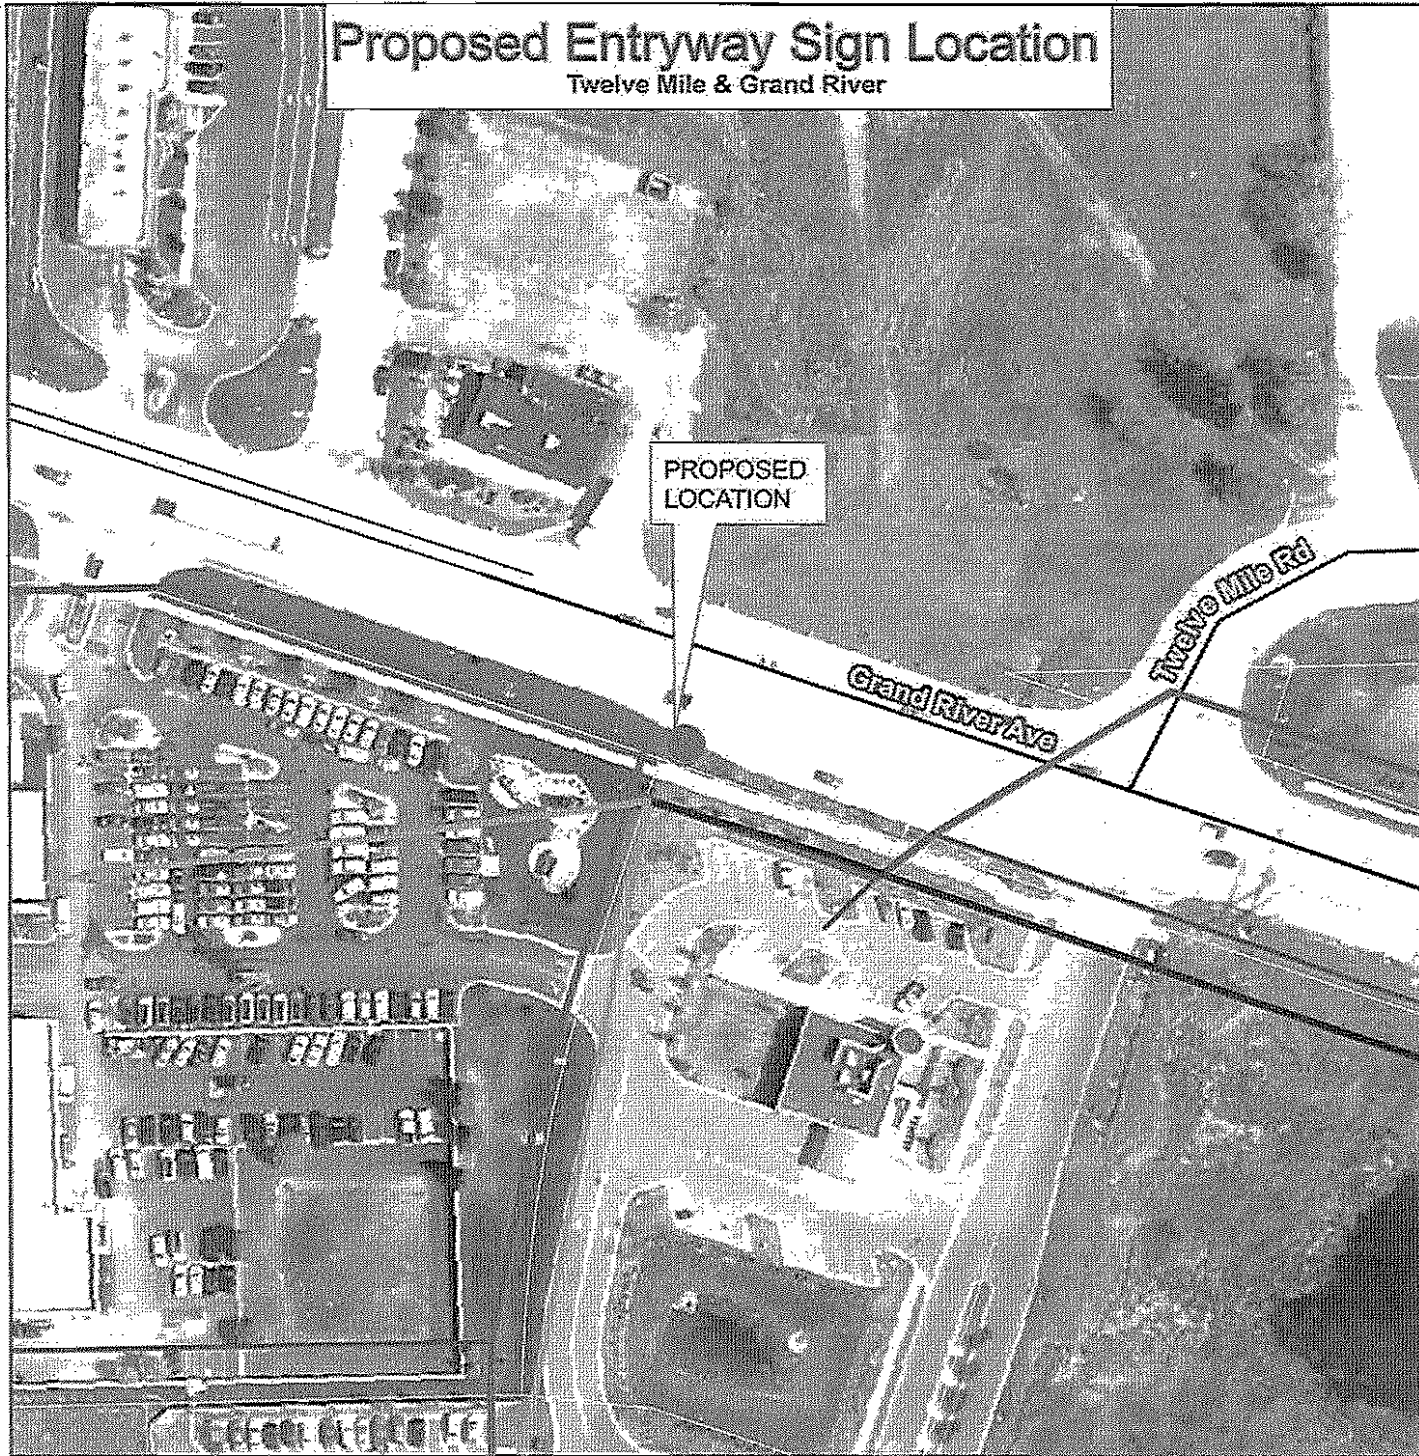 Proposed Entryway Sign Location
Twelve Mile & Grand River
PROPOSED
LOCATION
Twelve Mile Rd
Grand River Ave